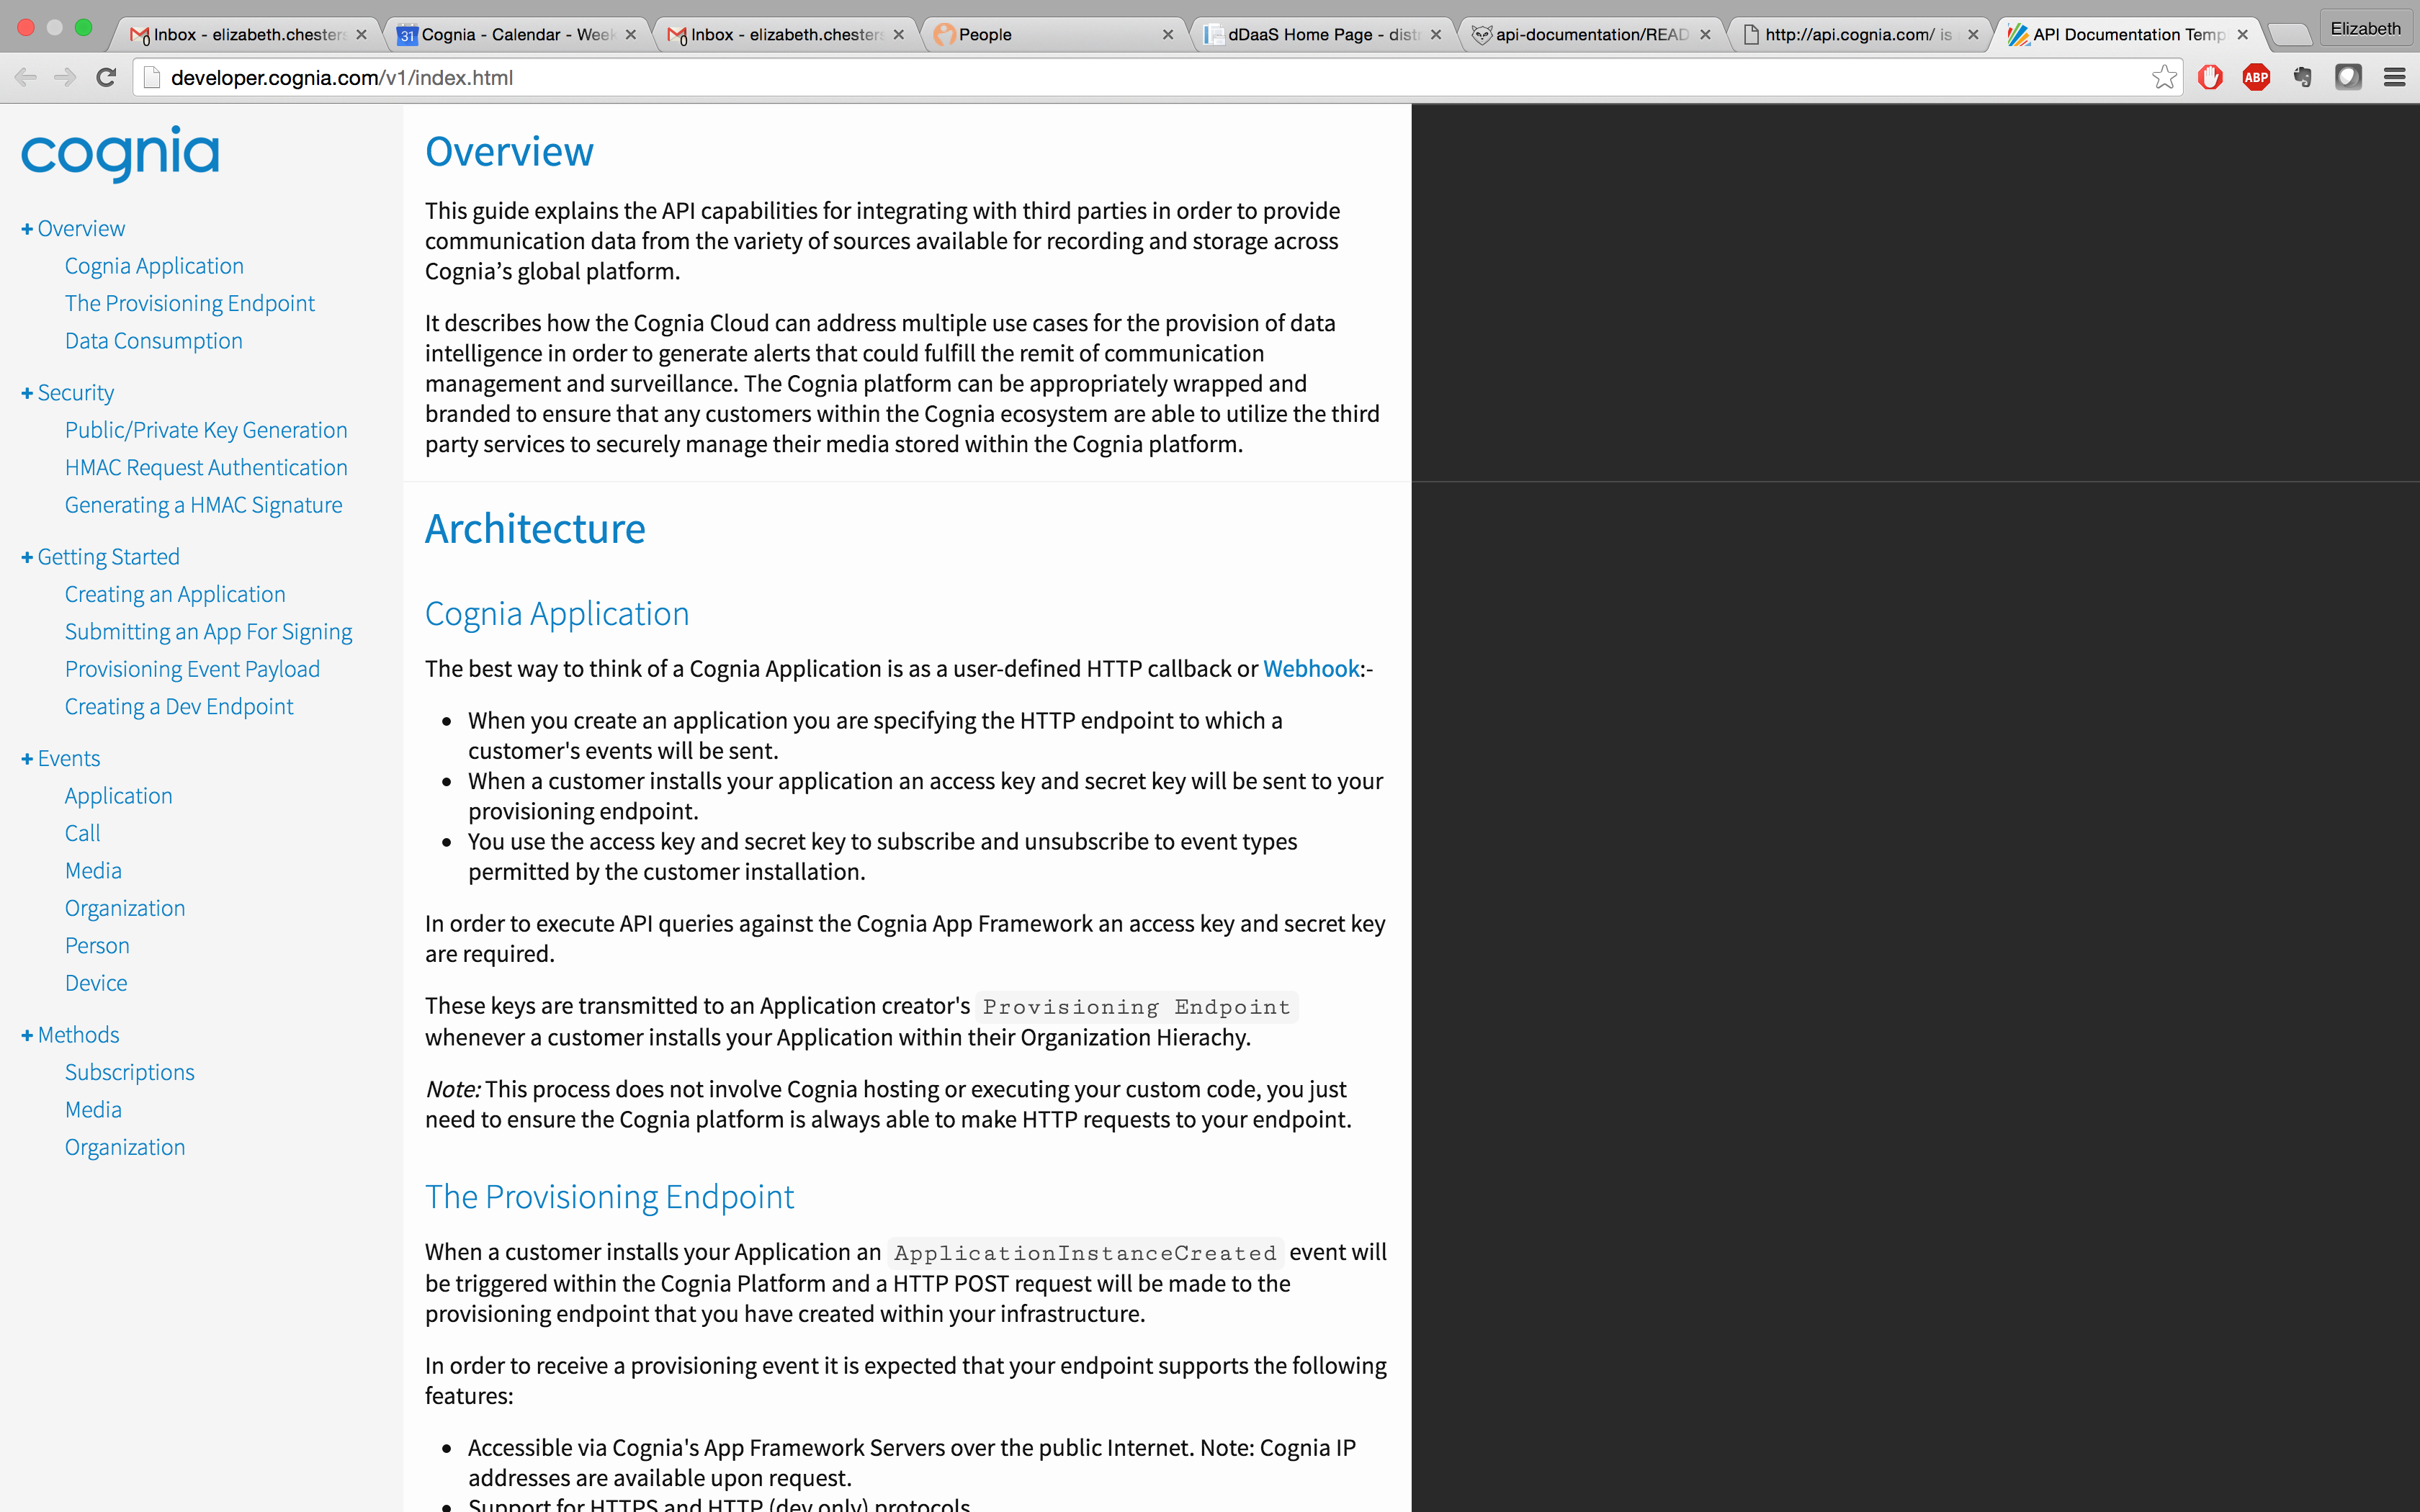 Inbox - elizabeth.chesters
Cognia - Calendar - Week
Inbox - elizabeth.chesters
People
dDaaS Home Page - dist
api-documentation/READ
http://api.cognia.com/ is
API Documentation Temp
Elizabeth
developer.cognia.com/v1/index.html
ABP
31
cognia
+ Overview
Cognia Application
The Provisioning Endpoint
Data Consumption
+ Security
Public/Private Key Generation
HMAC Request Authentication
Generating a HMAC Signature
+ Getting Started
Creating an Application
Submitting an App For Signing
Provisioning Event Payload
Creating a Dev Endpoint
+ Events
Application
Call
Media
Organization
Person
Device
+ Methods
Subscriptions
Media
Organization
Overview
This guide explains the API capabilities for integrating with third parties in order to provide
communication data from the variety of sources available for recording and storage across
Cognia’s global platform.
It describes how the Cognia Cloud can address multiple use cases for the provision of data
intelligence in order to generate alerts that could fulfill the remit of communication
management and surveillance. The Cognia platform can be appropriately wrapped and
branded to ensure that any customers within the Cognia ecosystem are able to utilize the third
party services to securely manage their media stored within the Cognia platform.
Architecture
Cognia Application
The best way to think of a Cognia Application is as a user-defined HTTP callback or Webhook:-
• When you create an application you are specifying the HTTP endpoint to which a
customer's events will be sent.
• When a customer installs your application an access key and secret key will be sent to your
provisioning endpoint.
• You use the access key and secret key to subscribe and unsubscribe to event types
permitted by the customer installation.
In order to execute API queries against the Cognia App Framework an access key and secret key
are required.
These keys are transmitted to an Application creator's Provisioning Endpoint
whenever a customer installs your Application within their Organization Hierachy.
Note: This process does not involve Cognia hosting or executing your custom code, you just
need to ensure the Cognia platform is always able to make HTTP requests to your endpoint.
The Provisioning Endpoint
When a customer installs your Application an ApplicationInstanceCreated event will
be triggered within the Cognia Platform and a HTTP POST request will be made to the
provisioning endpoint that you have created within your infrastructure.
In order to receive a provisioning event it is expected that your endpoint supports the following
features:
• Accessible via Cognia's App Framework Servers over the public Internet. Note: Cognia IP
addresses are available upon request.
• Support for HTTPS and HTTP (dev only) protocols